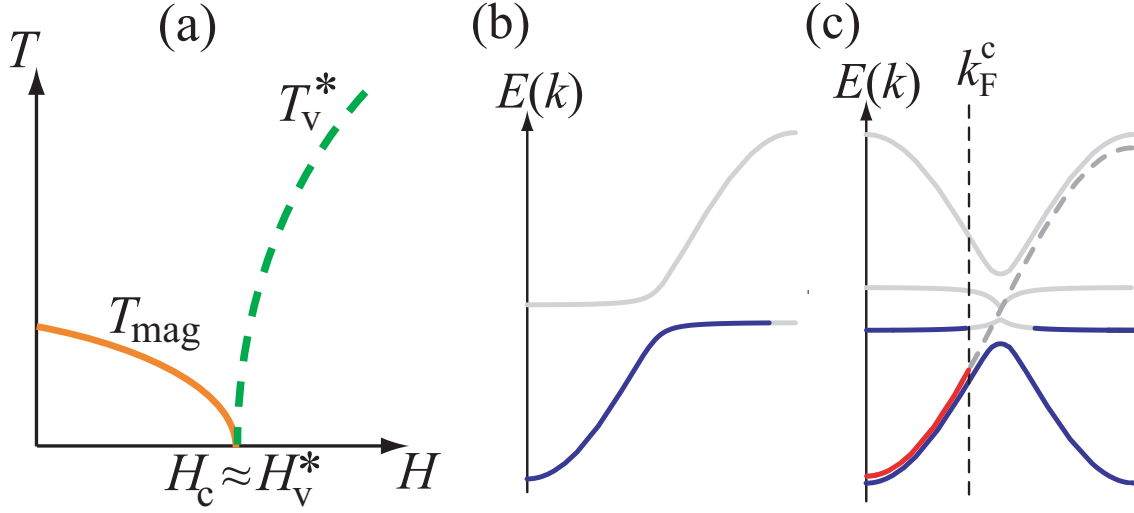 (a)
T
T_v^*
T_mag
H_c ≈ H_v^*
H
(b)
E(k)
(c)
E(k)
k_F^c